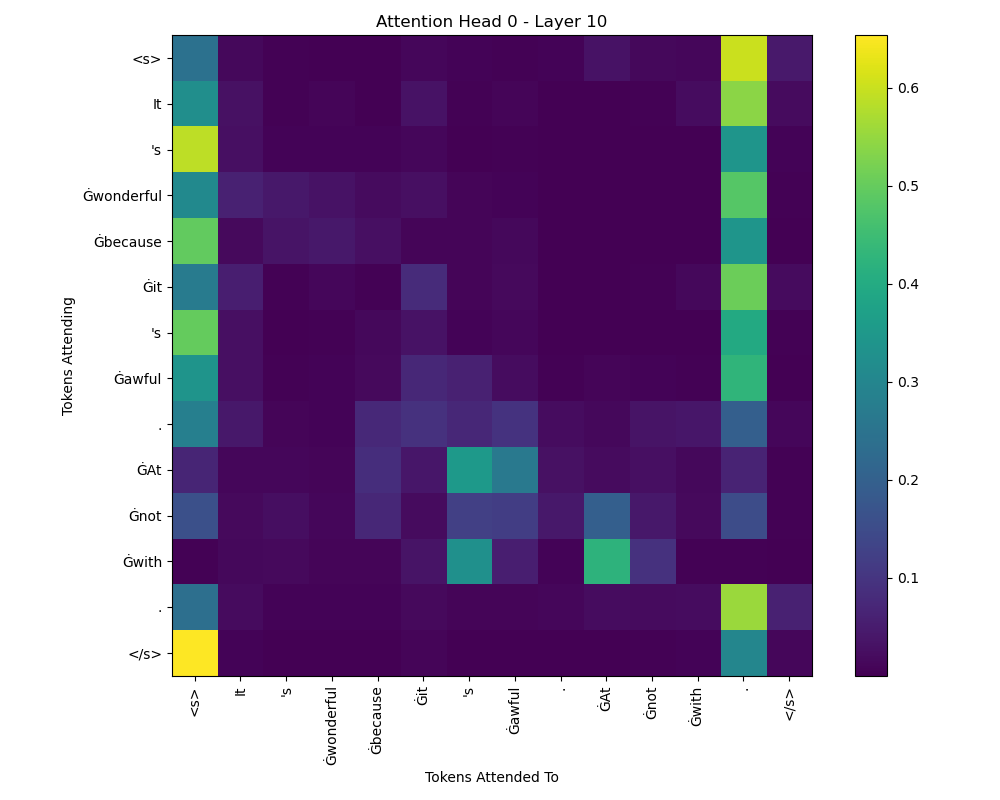 Attention Head 0 - Layer 10
Tokens Attending
<s>
It
's
Ġwonderful
Ġbecause
Ġit
's
Ġawful
.
ĠAt
Ġnot
Ġwith
.
</s>
<s>
It
's
Ġwonderful
Ġbecause
Ġit
's
Ġawful
.
ĠAt
Ġnot
Ġwith
.
</s>
Tokens Attended To
0.6
0.5
0.4
0.3
0.2
0.1